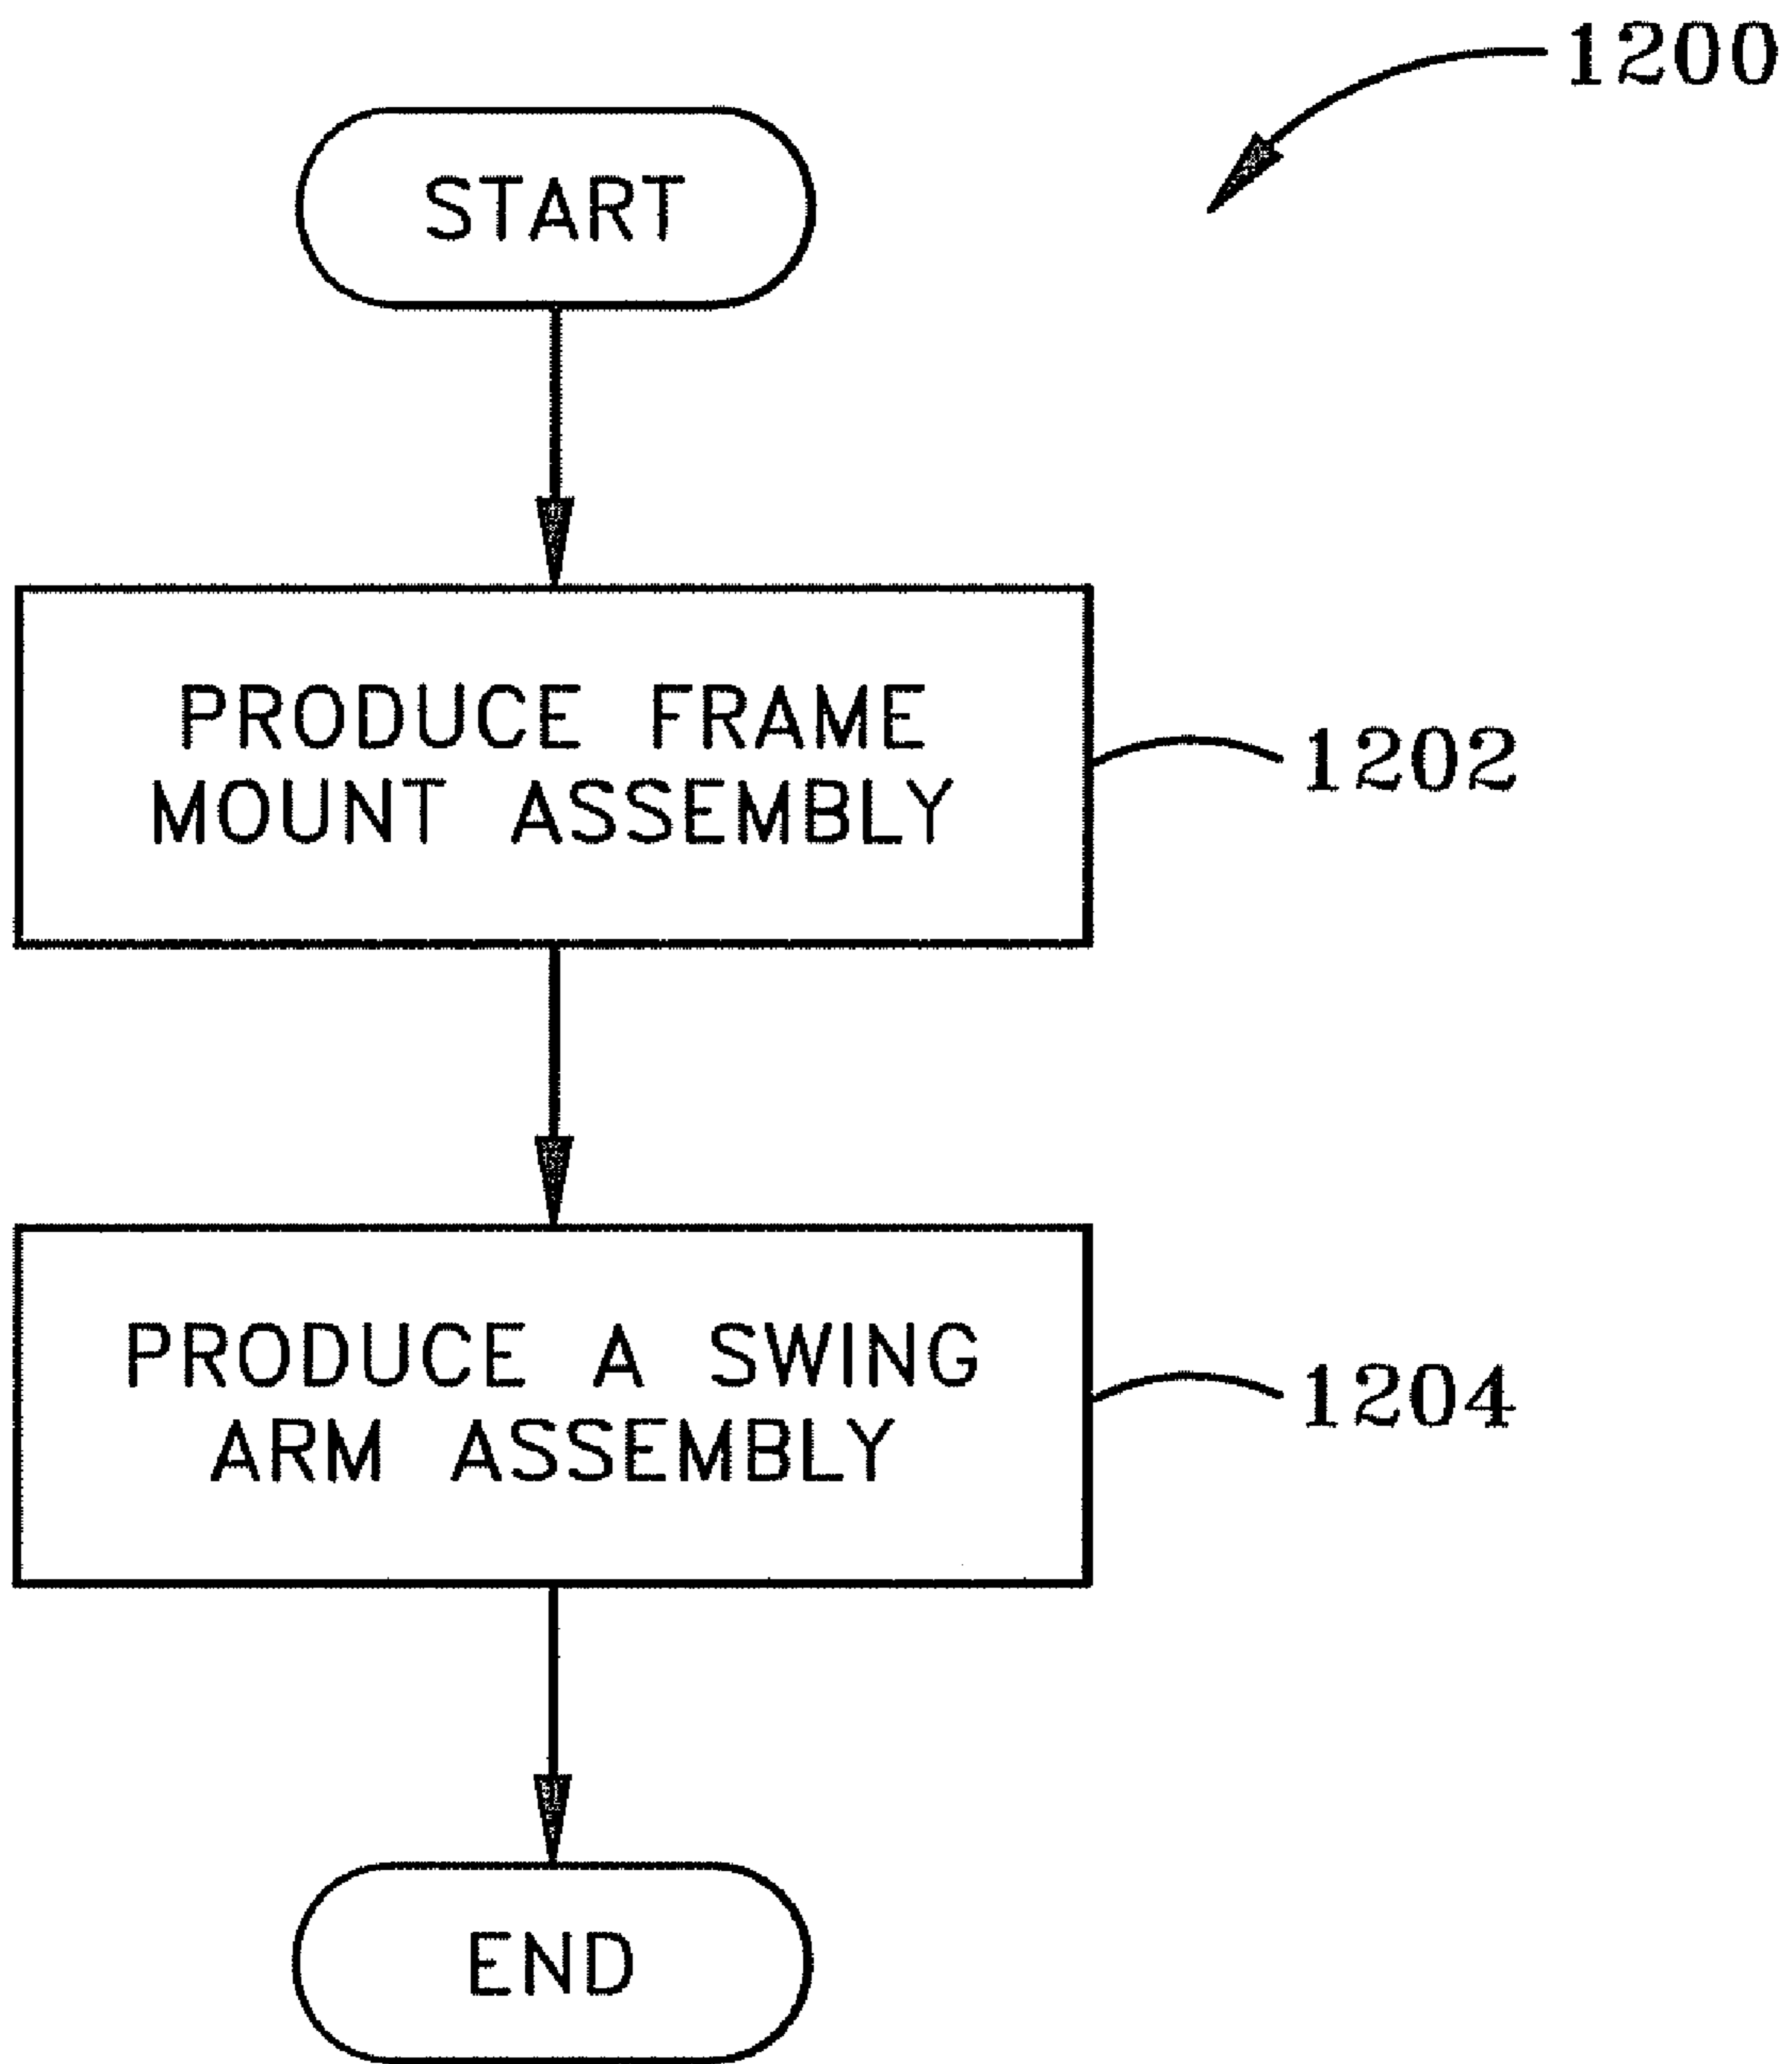 1200
START
PRODUCE FRAME
MOUNT ASSEMBLY
1202
PRODUCE A SWING
ARM ASSEMBLY
1204
END